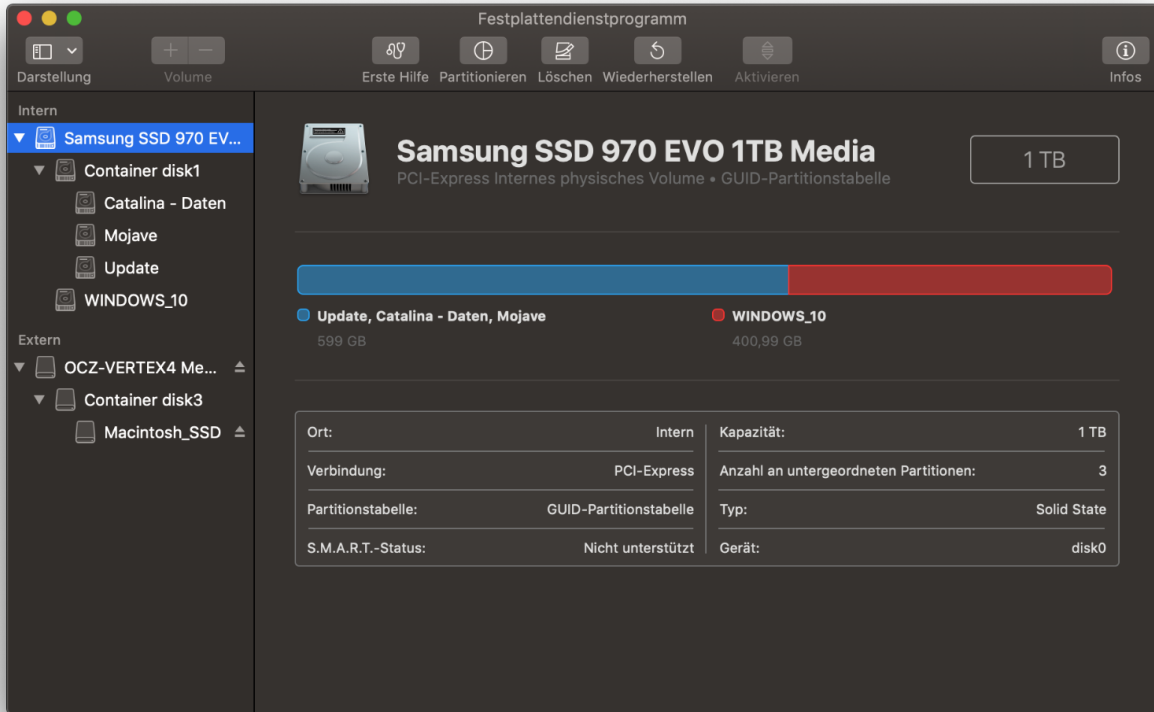 Festplattendienstprogramm
Darstellung
Volume
Erste Hilfe
Partitionieren
Löschen
Wiederherstellen
Aktivieren
Infos
Intern
Samsung SSD 970 EV...
Container disk1
Catalina - Daten
Mojave
Update
WINDOWS_10
Extern
OCZ-VERTEX4 Me...
Container disk3
Macintosh_SSD
Samsung SSD 970 EVO 1TB Media
PCI-Express Internes physisches Volume • GUID-Partitionstabelle
1 TB
Update, Catalina - Daten, Mojave
599 GB
WINDOWS_10
400,99 GB
Ort: Intern
Verbindung: PCI-Express
Partitionstabelle: GUID-Partitionstabelle
S.M.A.R.T.-Status: Nicht unterstützt
Kapazität: 1 TB
Anzahl an untergeordneten Partitionen: 3
Typ: Solid State
Gerät: disk0